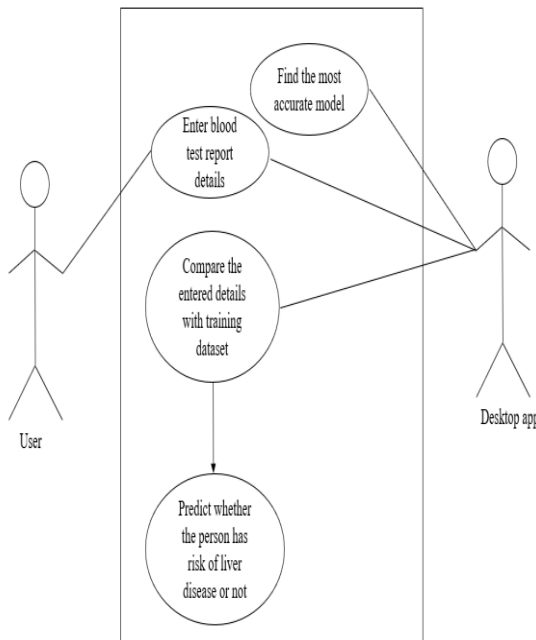 Find the most
accurate model
Enter blood
test report
details
Compare the
entered details
with training
dataset
User
Desktop app
Predict whether
the person has
risk of liver
disease or not